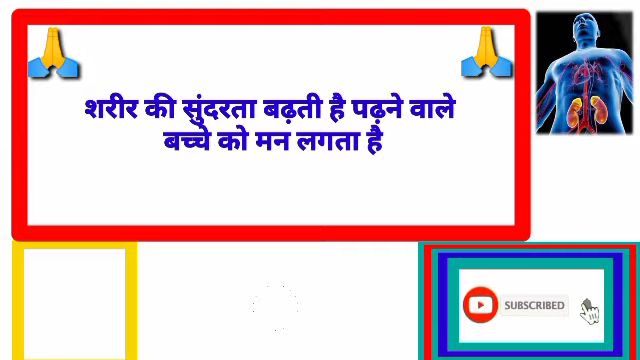 शरीर की सुंदरता बढ़ती है पढ़ने वाले
बच्चे को मन लगता है
SUBSCRIBED